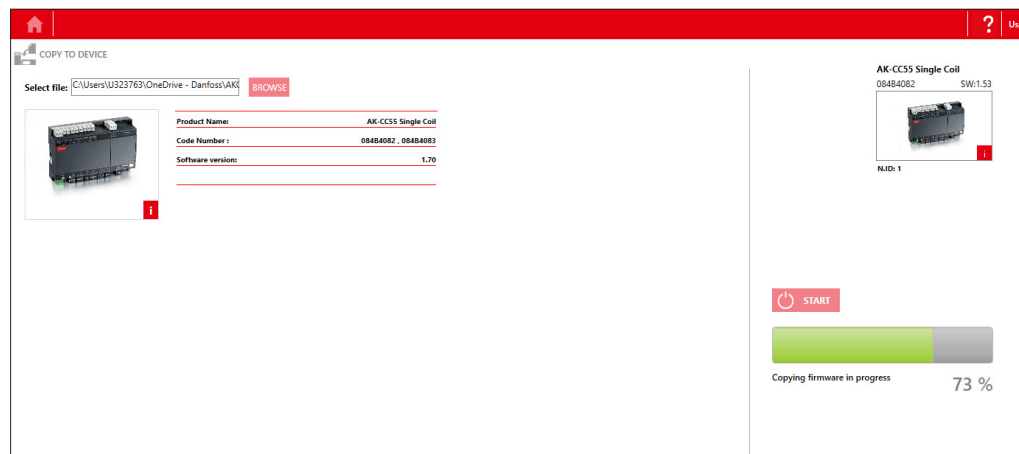 ?
Us
COPY TO DEVICE
Select file: C:\Users\U323763\OneDrive - Danfoss\AK
BROWSE
Product Name: AK-CC55 Single Coil
Code Number : 084B4082 , 084B4083
Software version: 1.70
i
AK-CC55 Single Coil
084B4082 SW:1.53
i
N.ID: 1
START
Copying firmware in progress
73 %